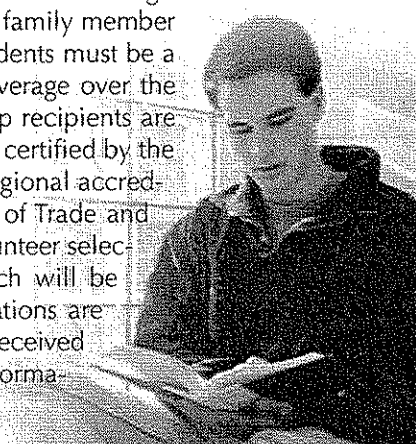 family member
dents must be a
verage over the
p recipients are
certified by the
gional accred-
of Trade and
unteer selec-
ch will be
ations are
eceived
orma-